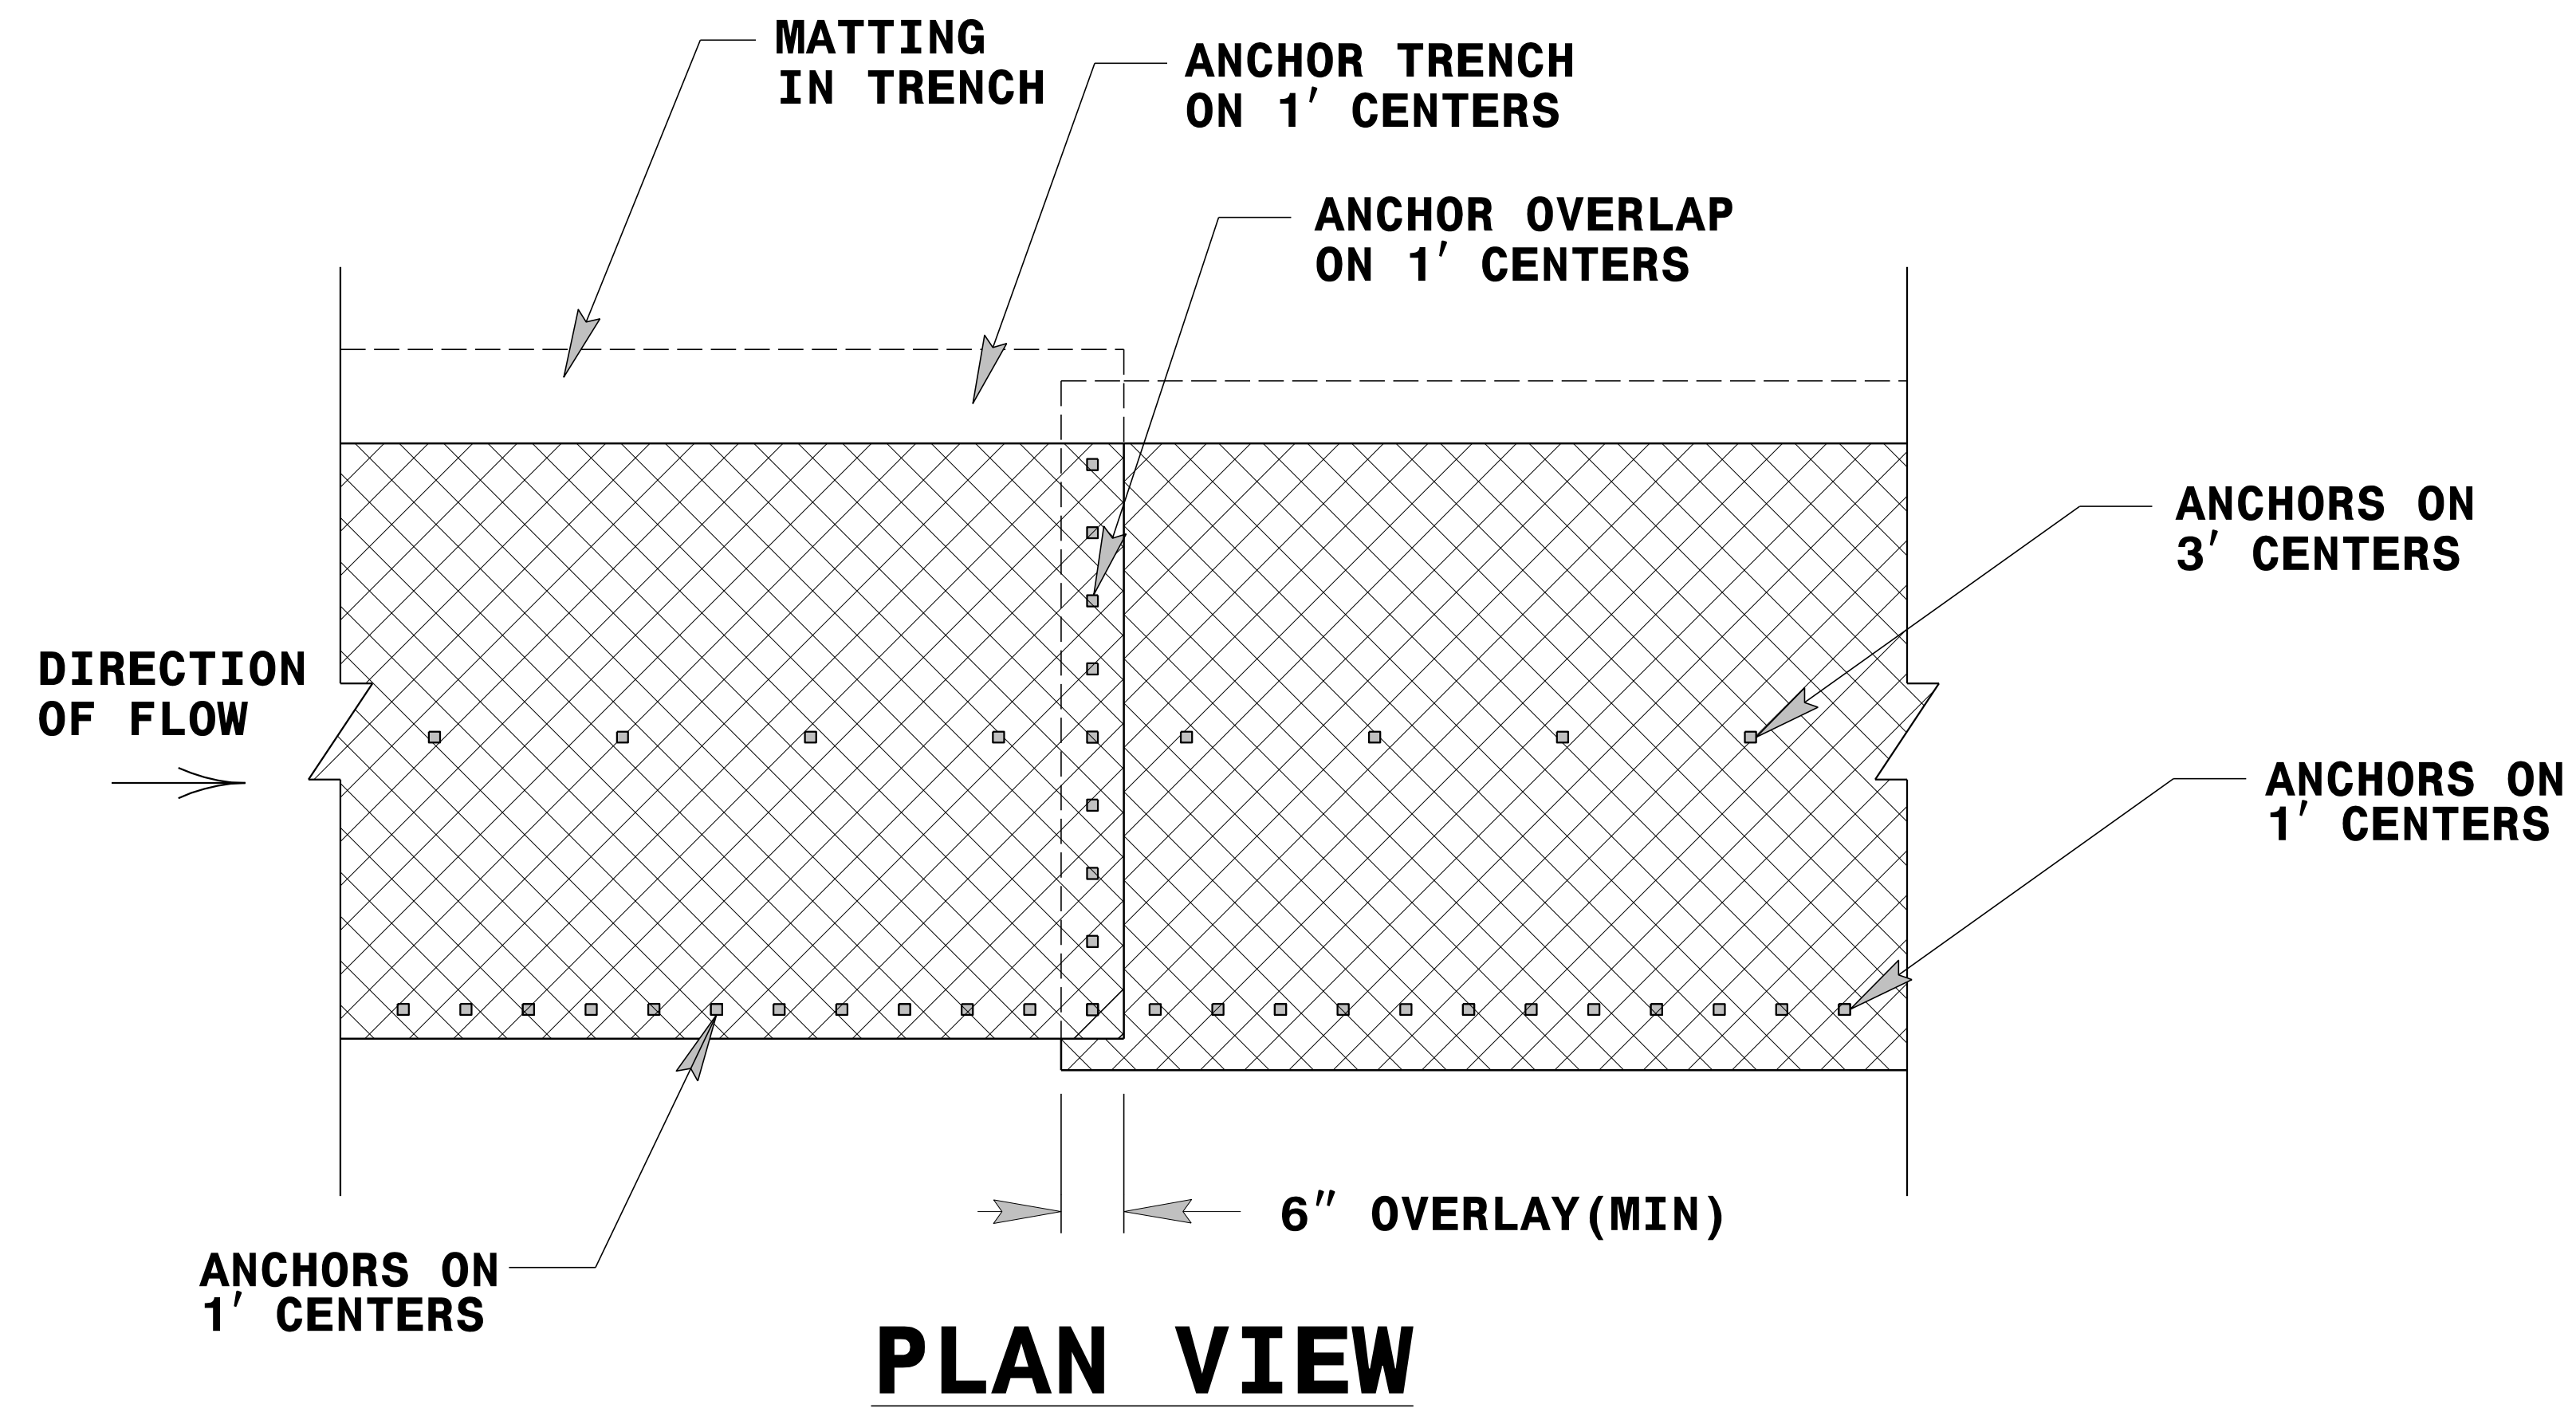 MATTING
IN TRENCH
ANCHOR TRENCH
ON 1′ CENTERS
ANCHOR OVERLAP
ON 1′ CENTERS
ANCHORS ON
3′ CENTERS
DIRECTION
OF FLOW
ANCHORS ON
1′ CENTERS
6″ OVERLAY(MIN)
ANCHORS ON
1′ CENTERS
PLAN VIEW